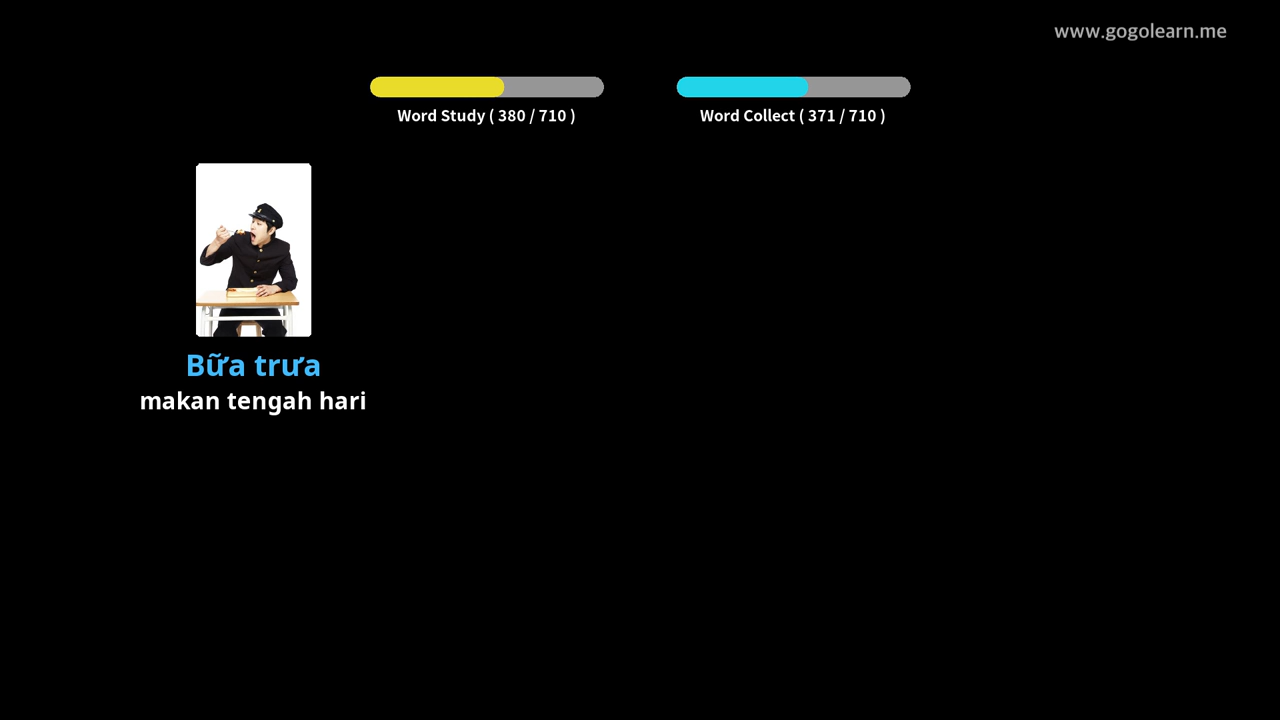 www.gogolearn.me
Word Study ( 380 / 710 )
Word Collect ( 371 / 710 )
Bữa trưa
makan tengah hari